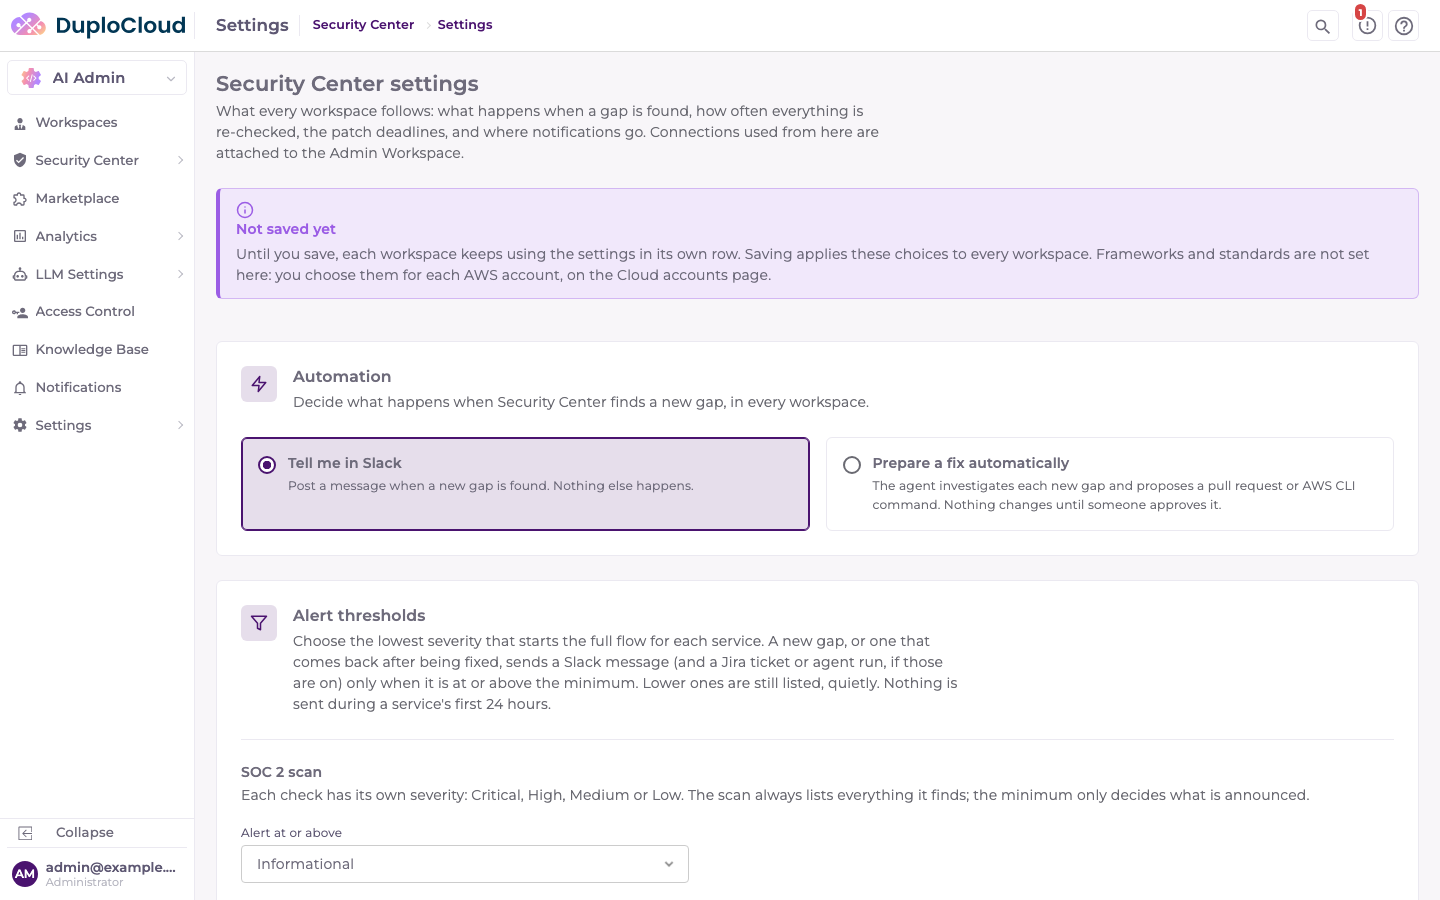 DuploCloud
Settings
Security Center
Settings
1
AI Admin
Workspaces
Security Center
Marketplace
Analytics
LLM Settings
Access Control
Knowledge Base
Notifications
Settings
Collapse
AM
admin@example....
Administrator
Security Center settings
What every workspace follows: what happens when a gap is found, how often everything is
re-checked, the patch deadlines, and where notifications go. Connections used from here are
attached to the Admin Workspace.
Not saved yet
Until you save, each workspace keeps using the settings in its own row. Saving applies these choices to every workspace. Frameworks and standards are not set
here: you choose them for each AWS account, on the Cloud accounts page.
Automation
Decide what happens when Security Center finds a new gap, in every workspace.
Tell me in Slack
Post a message when a new gap is found. Nothing else happens.
Prepare a fix automatically
The agent investigates each new gap and proposes a pull request or AWS CLI
command. Nothing changes until someone approves it.
Alert thresholds
Choose the lowest severity that starts the full flow for each service. A new gap, or one that
comes back after being fixed, sends a Slack message (and a Jira ticket or agent run, if those
are on) only when it is at or above the minimum. Lower ones are still listed, quietly. Nothing is
sent during a service's first 24 hours.
SOC 2 scan
Each check has its own severity: Critical, High, Medium or Low. The scan always lists everything it finds; the minimum only decides what is announced.
Alert at or above
Informational